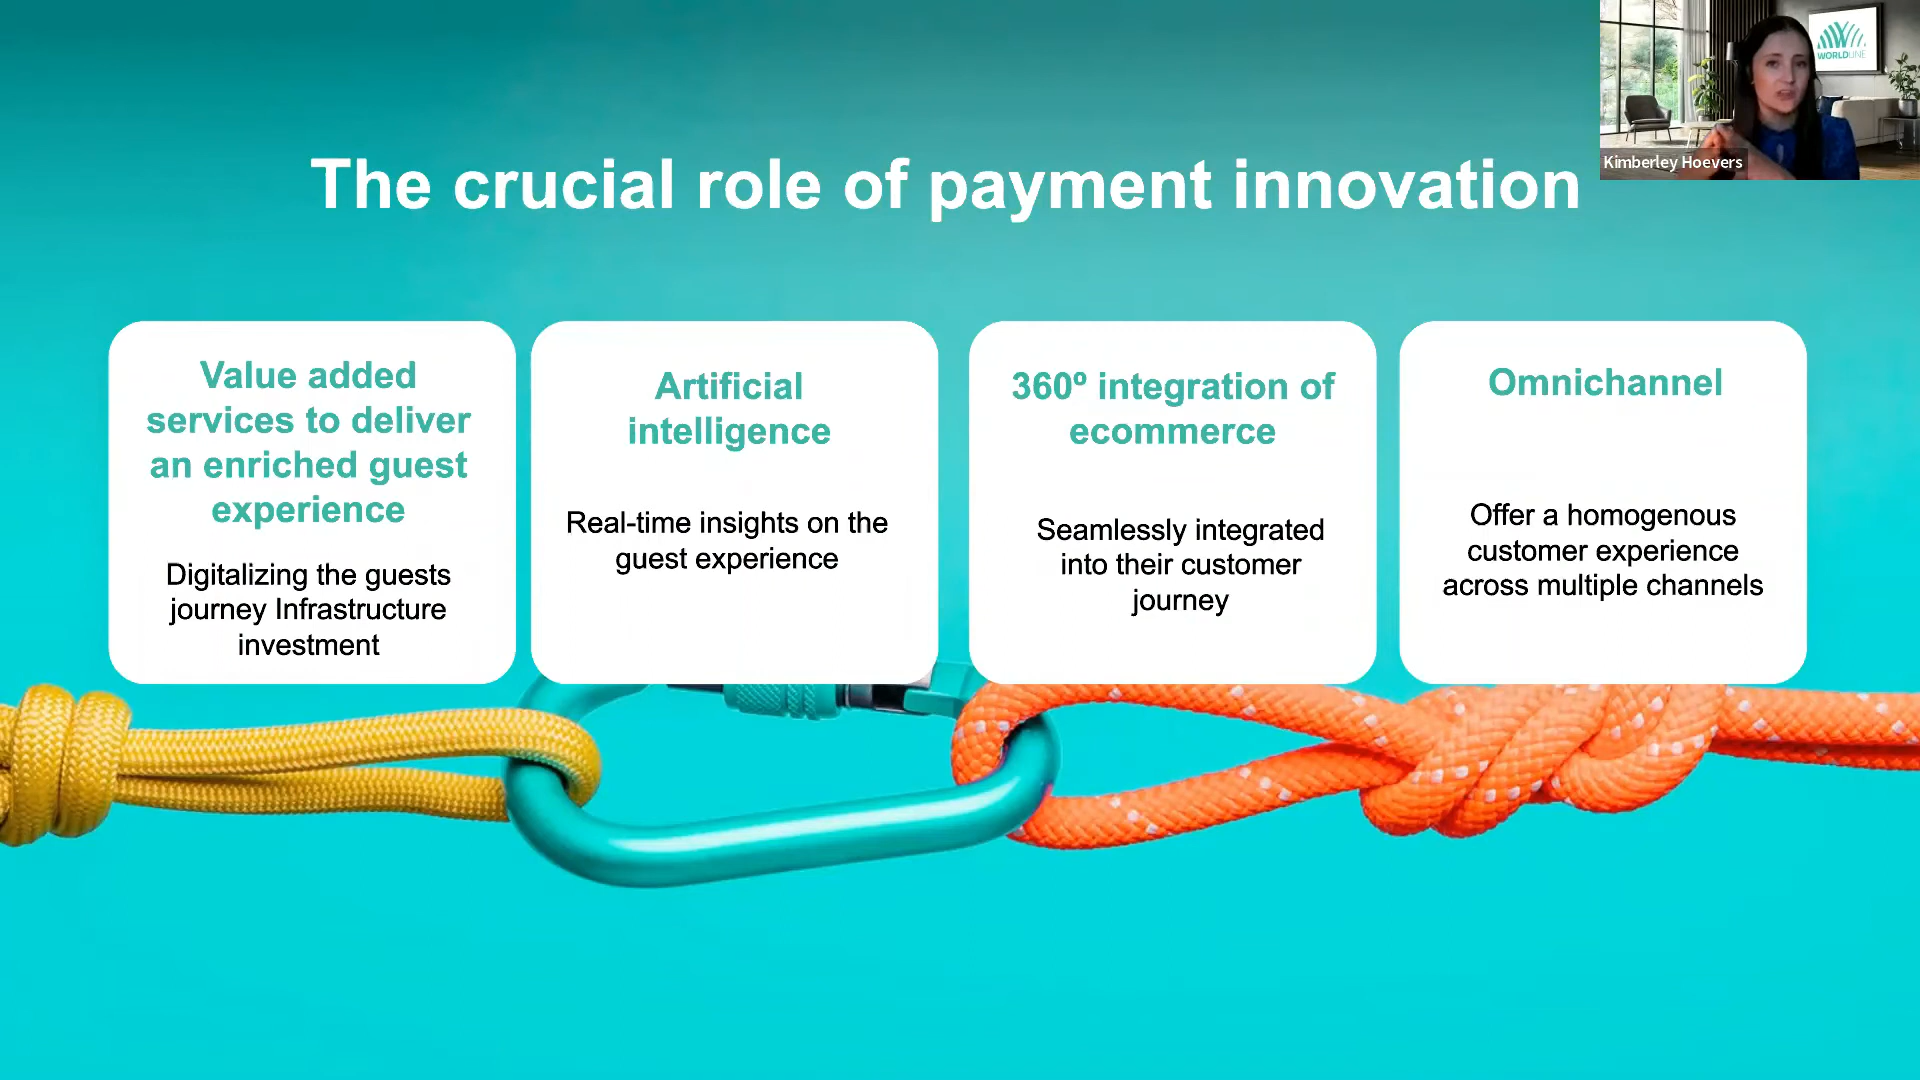 WORLDLINE
Kimberley Hoevers
The crucial role of payment innovation
Value added
services to deliver
an enriched guest
experience
Digitalizing the guests
journey Infrastructure
investment
Artificial
intelligence
Real-time insights on the
guest experience
360º integration of
ecommerce
Seamlessly integrated
into their customer
journey
Omnichannel
Offer a homogenous
customer experience
across multiple channels